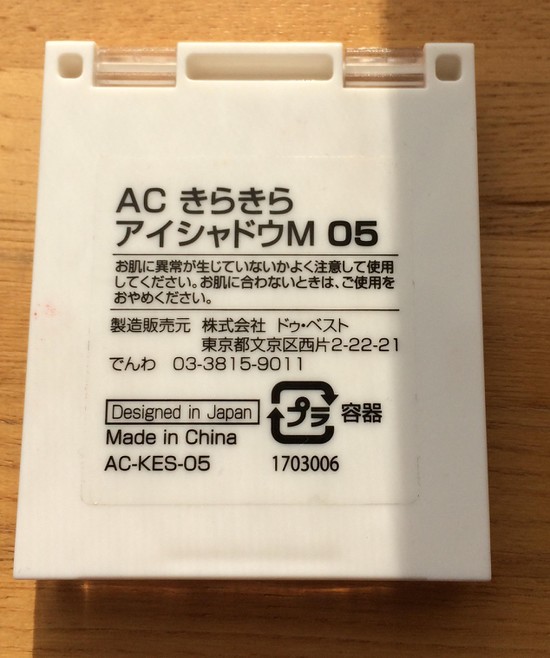 AC きらきら
アイシャドウM 05
お肌に異常が生じていないかよく注意して使用
してください。お肌に合わないときは、ご使用を
おやめください。
製造販売元 株式会社 ドゥ・ベスト
東京都文京区西片2-22-21
でんわ 03-3815-9011
Designed in Japan
プラ 容器
Made in China
AC-KES-05 1703006